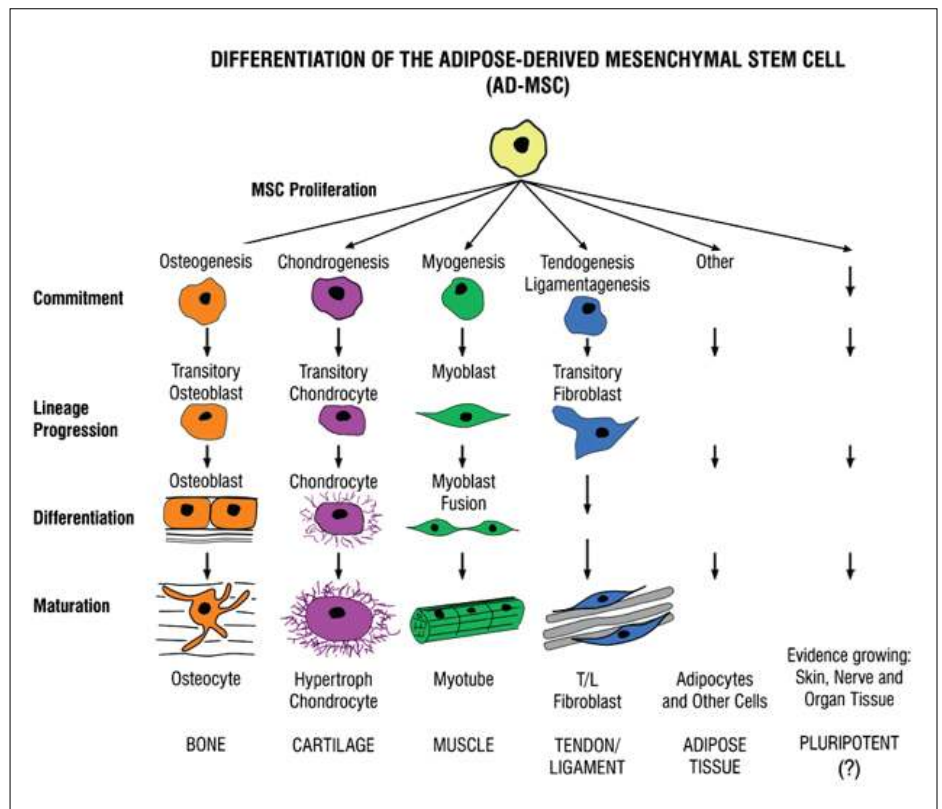 DIFFERENTIATION OF THE ADIPOSE-DERIVED MESENCHYMAL STEM CELL
(AD-MSC)
MSC Proliferation
Osteogenesis
Chondrogenesis
Myogenesis
Tendogenesis
Ligamentagenesis
Other
Commitment
Transitory
Osteoblast
Transitory
Chondrocyte
Myoblast
Transitory
Fibroblast
Lineage
Progression
Osteoblast
Chondrocyte
Myoblast
Fusion
Differentiation
Maturation
Osteocyte
Hypertroph
Chondrocyte
Myotube
T/L
Fibroblast
Adipocytes
and Other Cells
Evidence growing:
Skin, Nerve and
Organ Tissue
BONE
CARTILAGE
MUSCLE
TENDON/
LIGAMENT
ADIPOSE
TISSUE
PLURIPOTENT
(?)